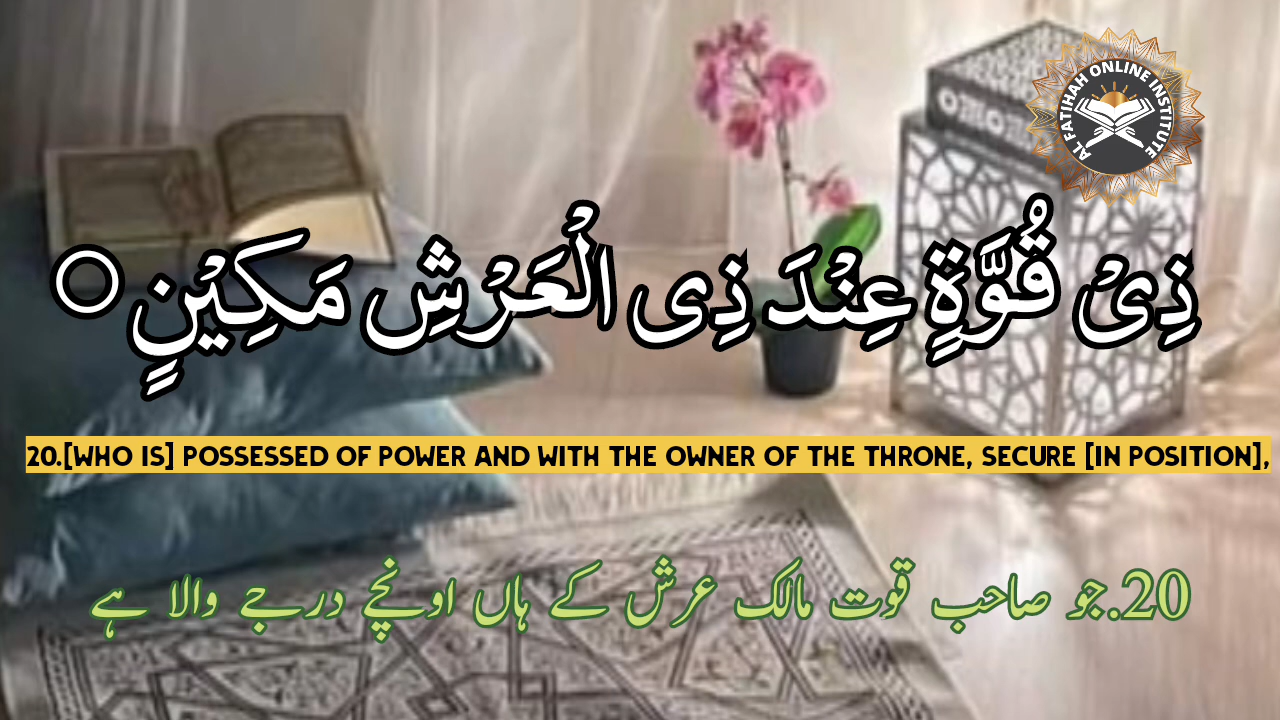 AL FATIHAH ONLINE INSTITUTE
ذِىۡ قُوَّةٍ عِنۡدَ ذِى الۡعَرۡشِ مَكِيۡنٍۙ‏
20.[WHO IS] POSSESSED OF POWER AND WITH THE OWNER OF THE THRONE, SECURE [IN POSITION],
20.جو صاحب قوت مالک عرش کے ہاں اونچے درجے والا ہے